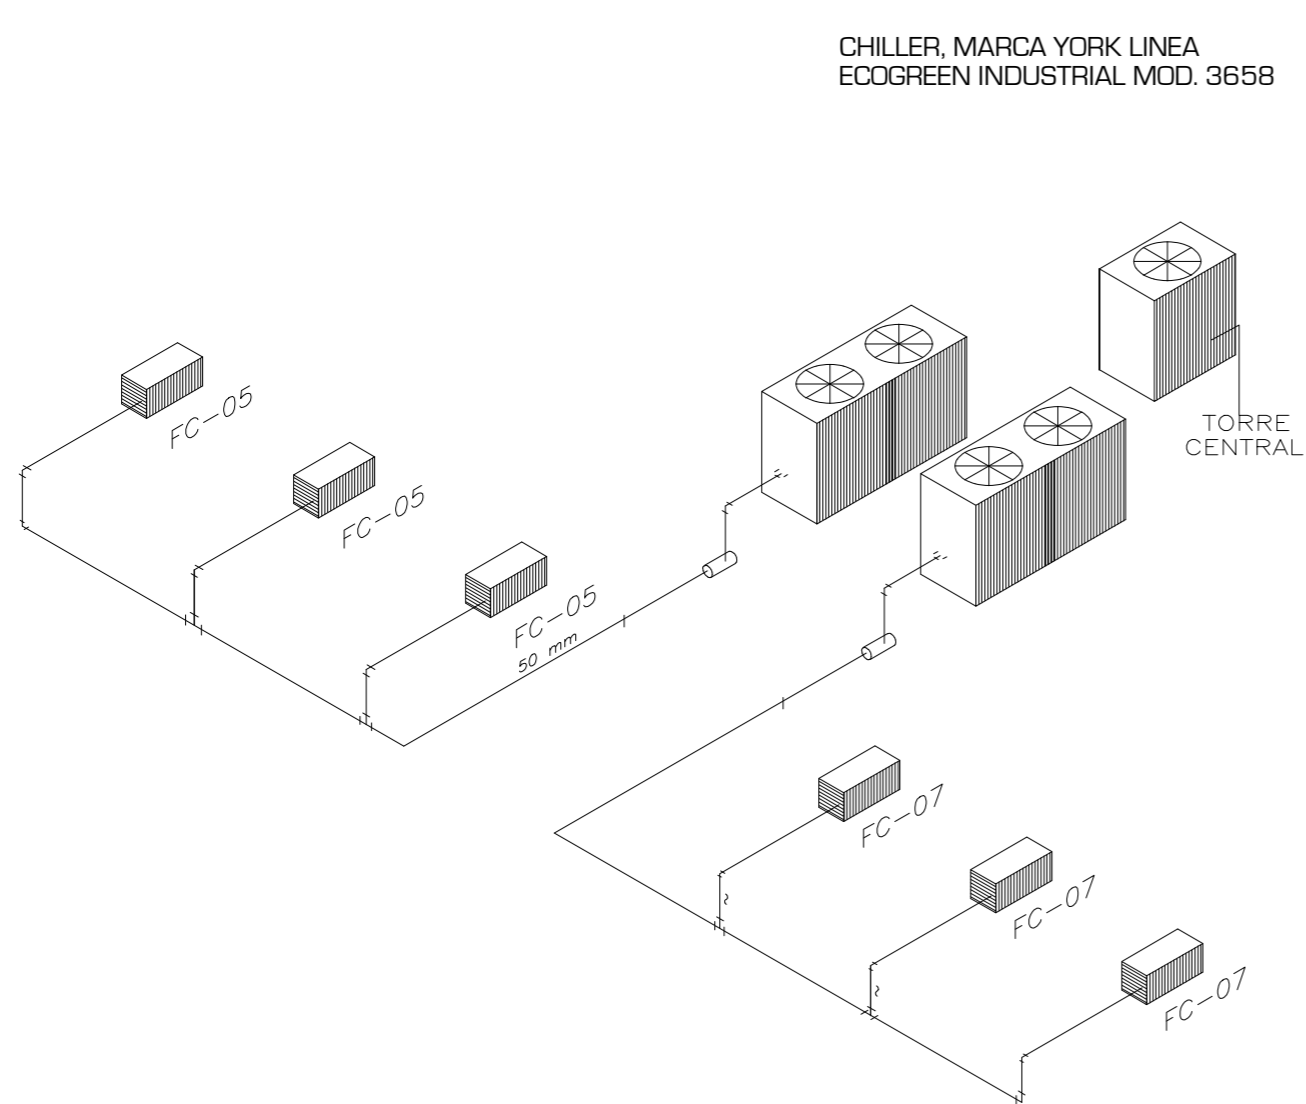 CHILLER, MARCA YORK LINEA
ECOGREEN INDUSTRIAL MOD. 3658
TORRE
CENTRAL
FC-05
FC-05
FC-05
50 mm
FC-07
FC-07
FC-07